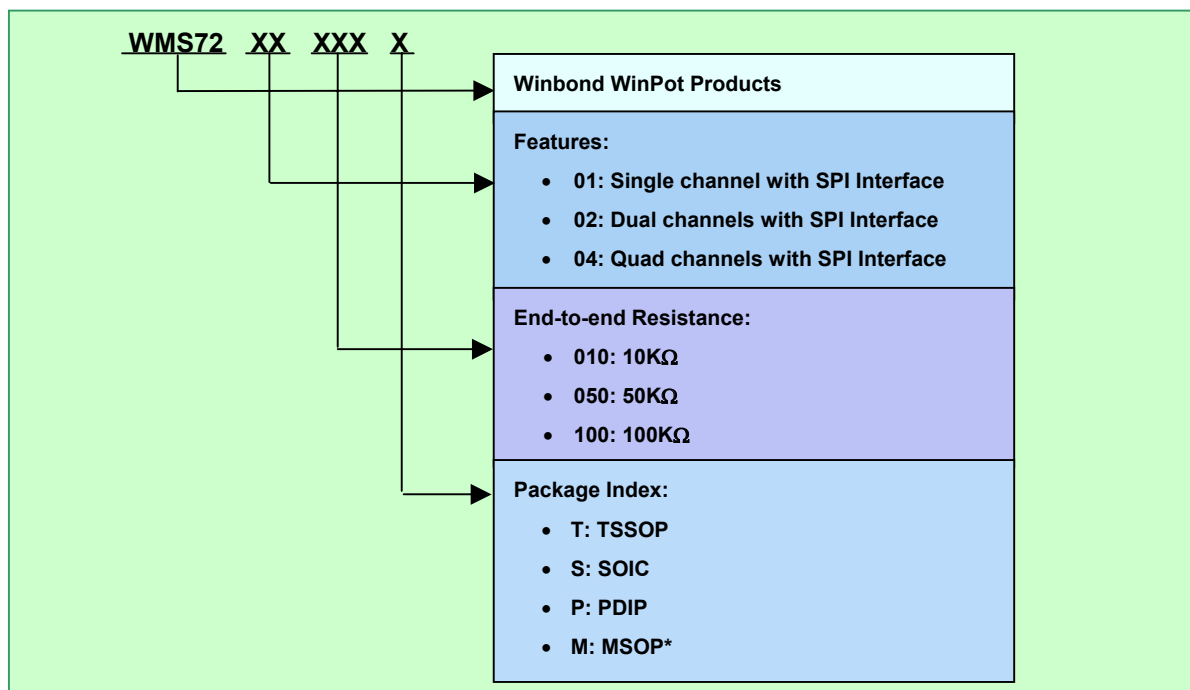 WMS72 XX XXX X
Winbond WinPot Products
Features:
• 01: Single channel with SPI Interface
• 02: Dual channels with SPI Interface
• 04: Quad channels with SPI Interface
End-to-end Resistance:
• 010: 10KΩ
• 050: 50KΩ
• 100: 100KΩ
Package Index:
• T: TSSOP
• S: SOIC
• P: PDIP
• M: MSOP*